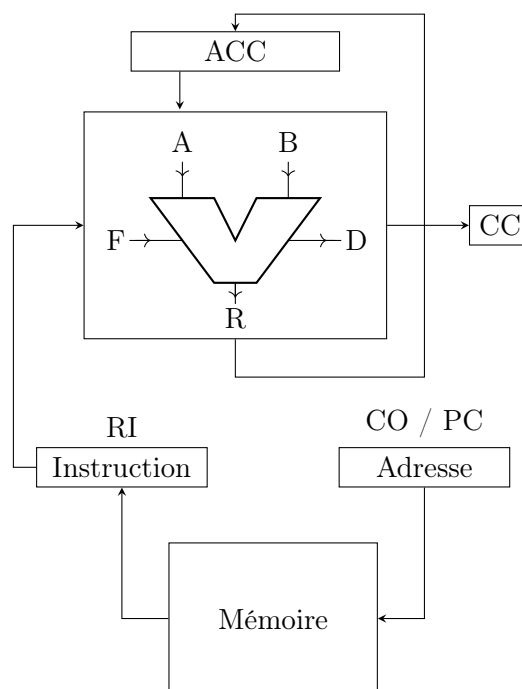 ACC
A
B
F
D
CC
R
RI
CO / PC
Instruction
Adresse
Mémoire